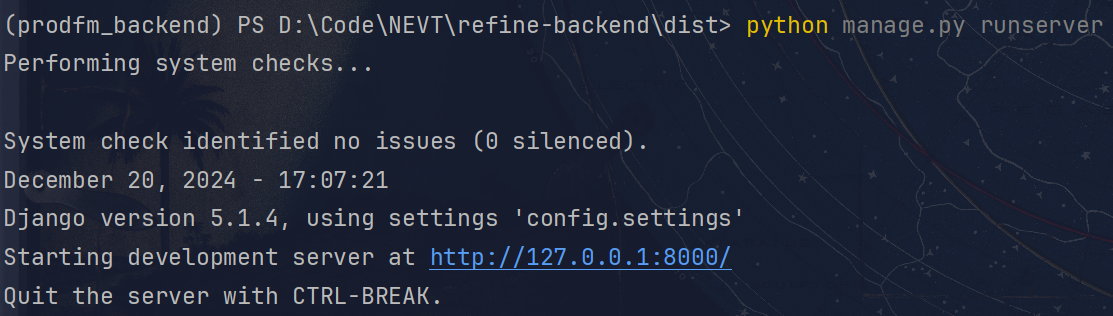 (prodfm_backend) PS D:\Code\NEVT\refine-backend\dist> python manage.py runserver
Performing system checks...

System check identified no issues (0 silenced).
December 20, 2024 - 17:07:21
Django version 5.1.4, using settings 'config.settings'
Starting development server at http://127.0.0.1:8000/
Quit the server with CTRL-BREAK.